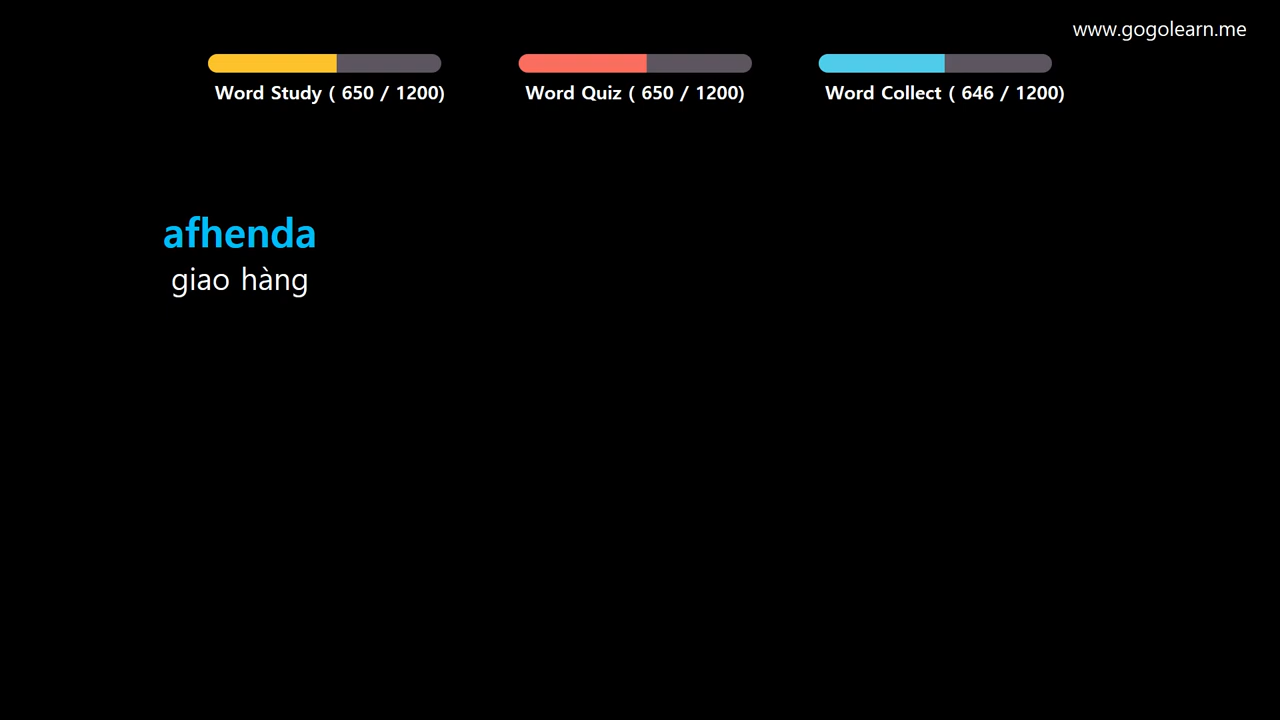 www.gogolearn.me
Word Study ( 650 / 1200)
Word Quiz ( 650 / 1200)
Word Collect ( 646 / 1200)
afhenda
giao hàng